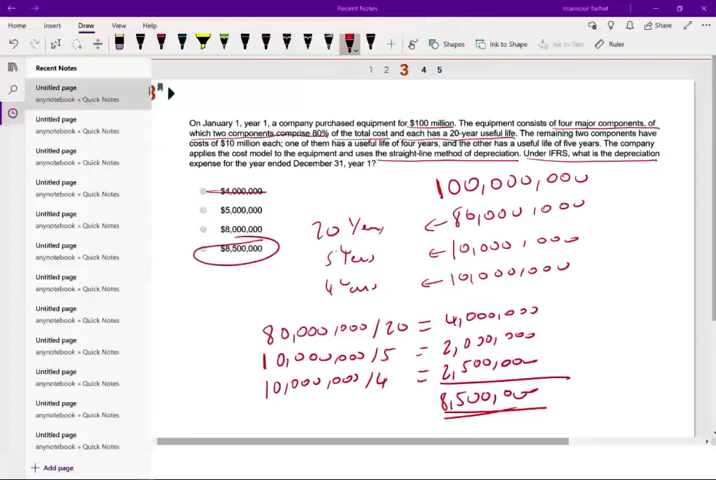 Recent Notes
mansour farhat
Home Insert Draw View Help
Share
Shapes Ink to Shape Ink to Text Ruler
Recent Notes
1 2 3 4 5
Untitled page
anynotebook » Quick Notes
Untitled page
anynotebook » Quick Notes
Untitled page
anynotebook » Quick Notes
Untitled page
anynotebook » Quick Notes
Untitled page
anynotebook » Quick Notes
Untitled page
anynotebook » Quick Notes
Untitled page
anynotebook » Quick Notes
Untitled page
anynotebook » Quick Notes
Untitled page
anynotebook » Quick Notes
Untitled page
anynotebook » Quick Notes
Untitled page
anynotebook » Quick Notes
Untitled page
anynotebook » Quick Notes
Add page
On January 1, year 1, a company purchased equipment for $100 million. The equipment consists of four major components, of
which two components comprise 80% of the total cost and each has a 20-year useful life. The remaining two components have
costs of $10 million each; one of them has a useful life of four years, and the other has a useful life of five years. The company
applies the cost model to the equipment and uses the straight-line method of depreciation. Under IFRS, what is the depreciation
expense for the year ended December 31, year 1?
$4,000,000
$5,000,000
$8,000,000
$8,500,000
100,000,000
20 Years ← 80,000,000
5 Years ← 10,000,000
4 Years ← 10,000,000
80,000,000/20 = 4,000,000
10,000,000/5 = 2,000,000
10,000,000/4 = 2,500,000
8,500,000